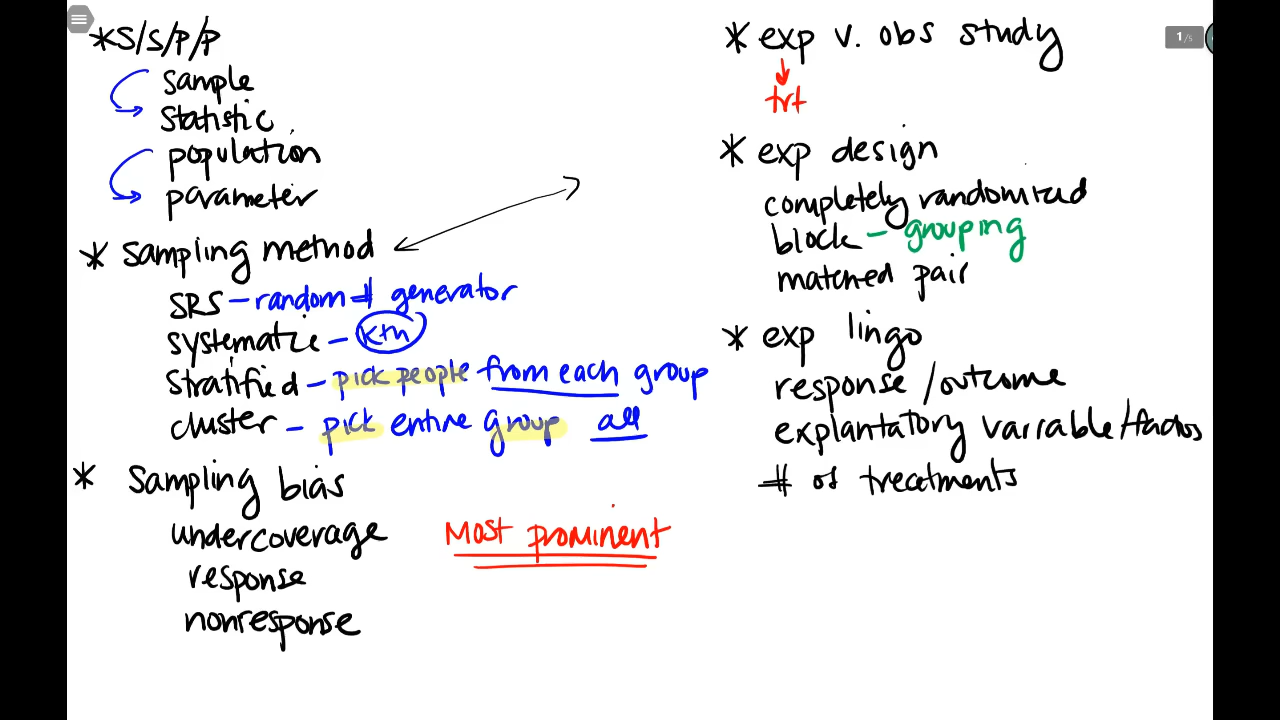 *S/S/P/P
sample
statistic
population
parameter
* sampling method
SRS - random # generator
systematic - kth
stratified - pick people from each group
cluster - pick entire group all
* sampling bias
undercoverage
response
nonresponse
Most prominent
* exp v. obs study
trt
* exp design
completely randomized
block - grouping
matched pair
* exp lingo
response/outcome
explantatory variable/factors
# of treatments
1/5